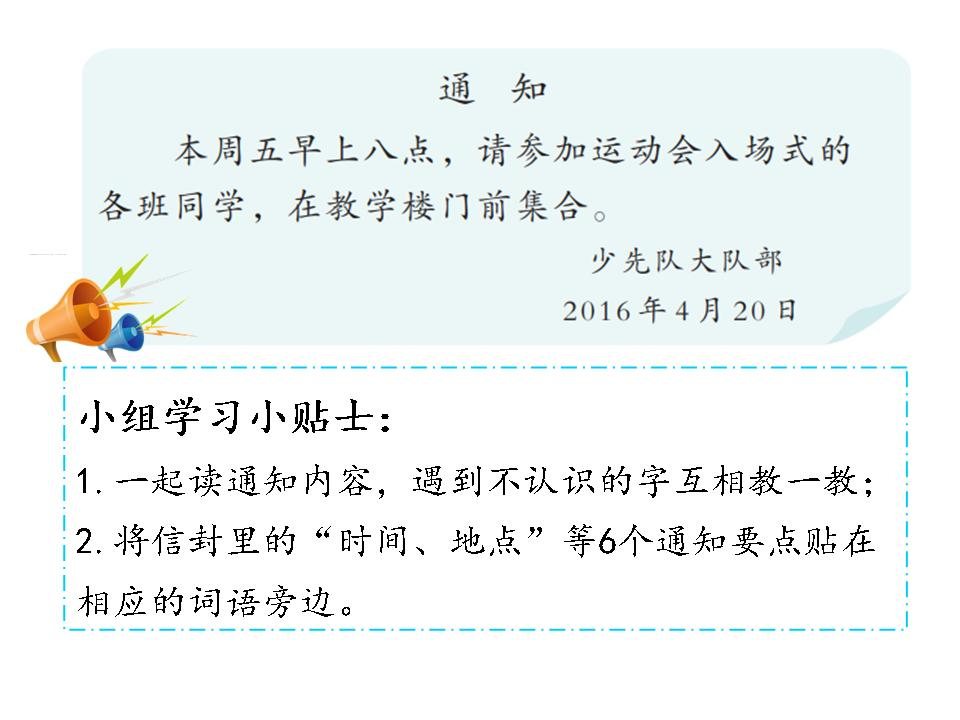 通 知
本周五早上八点，请参加运动会入场式的
各班同学，在教学楼门前集合。
少先队大队部
2016年4月20日
小组学习小贴士：
1.一起读通知内容，遇到不认识的字互相教一教；
2.将信封里的“时间、地点”等6个通知要点贴在
相应的词语旁边。